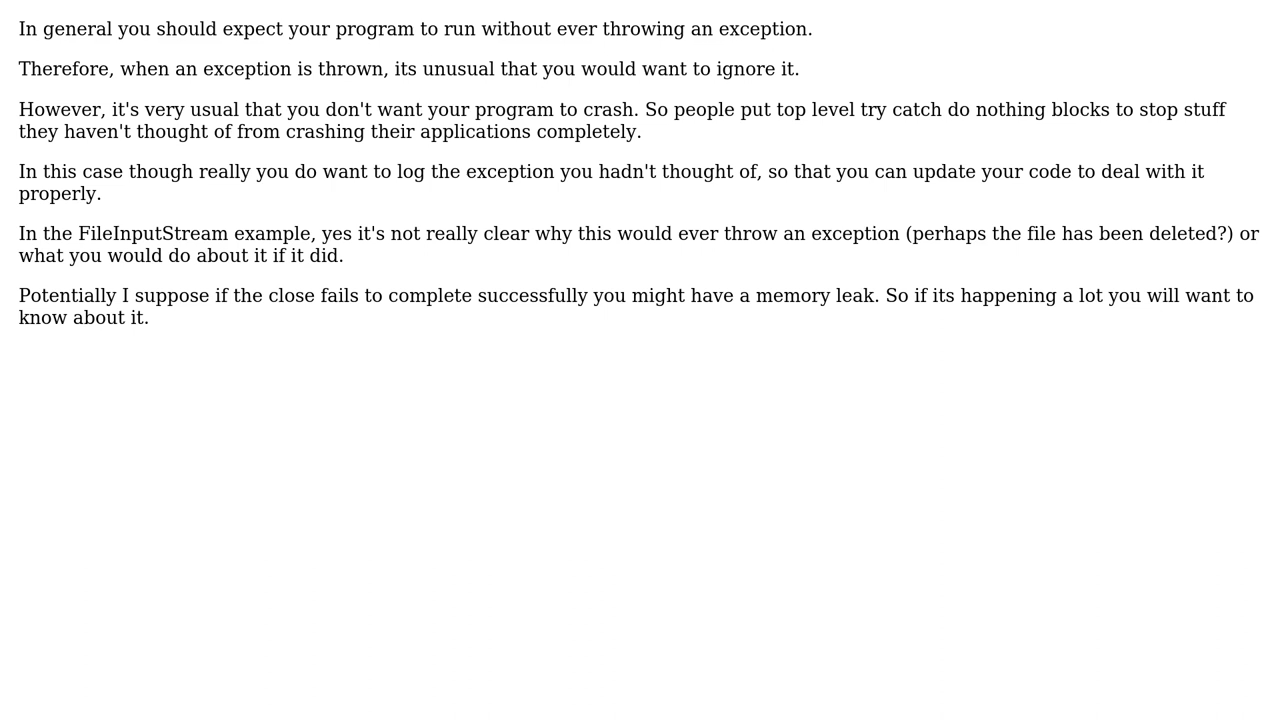 In general you should expect your program to run without ever throwing an exception.
Therefore, when an exception is thrown, its unusual that you would want to ignore it.
However, it's very usual that you don't want your program to crash. So people put top level try catch do nothing blocks to stop stuff
they haven't thought of from crashing their applications completely.
In this case though really you do want to log the exception you hadn't thought of, so that you can update your code to deal with it
properly.
In the FileInputStream example, yes it's not really clear why this would ever throw an exception (perhaps the file has been deleted?) or
what you would do about it if it did.
Potentially I suppose if the close fails to complete successfully you might have a memory leak. So if its happening a lot you will want to
know about it.